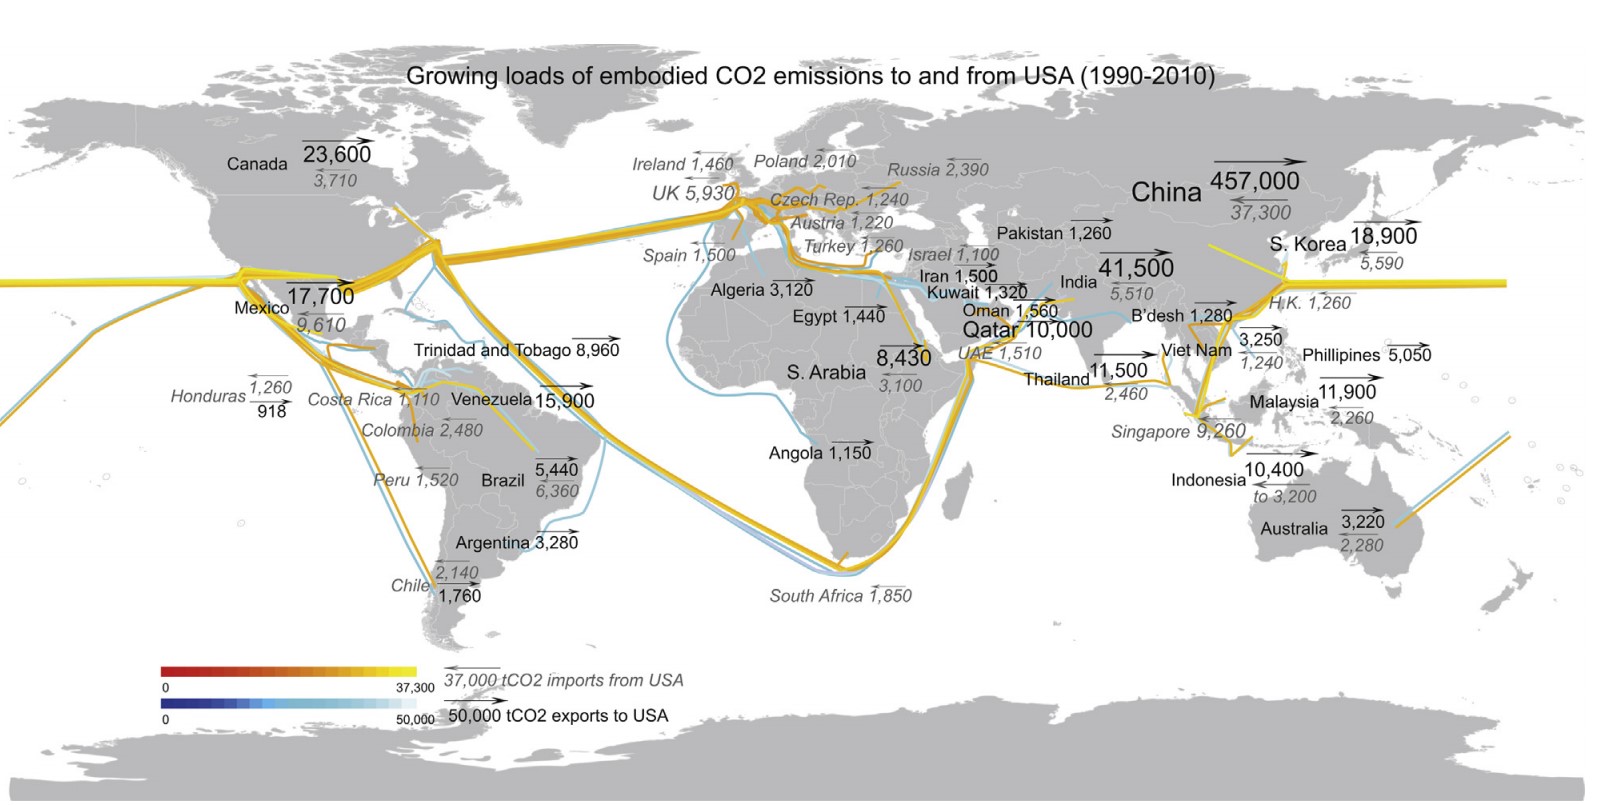 Growing loads of embodied CO2 emissions to and from USA (1990-2010)
Canada 23,600
3,710
Ireland 1,460
Poland 2,010
Russia 2,390
UK 5,930
Czech Rep. 1,240
China 457,000
37,300
Austria 1,220
Spain 1,500
Turkey 1,260
Israel 1,100
Pakistan 1,260
S. Korea 18,900
5,590
Iran 1,500
India 41,500
5,510
Kuwait 1,320
Algeria 3,120
Mexico 17,700
9,610
Egypt 1,440
Oman 1,560
B'desh 1,280
H.K. 1,260
Qatar 10,000
UAE 1,510
Trinidad and Tobago 8,960
S. Arabia 8,430
3,100
Viet Nam 3,250
1,240
Phillipines 5,050
Thailand 11,500
2,460
Honduras 1,260
918
Costa Rica 1,110
Venezuela 15,900
Malaysia 11,900
2,260
Colombia 2,480
Singapore 9,260
Angola 1,150
Peru 1,520
Brazil 5,440
6,360
Indonesia 10,400
to 3,200
Australia 3,220
2,280
Argentina 3,280
Chile 2,140
1,760
South Africa 1,850
0 37,300
37,000 tCO2 imports from USA
0 50,000
50,000 tCO2 exports to USA